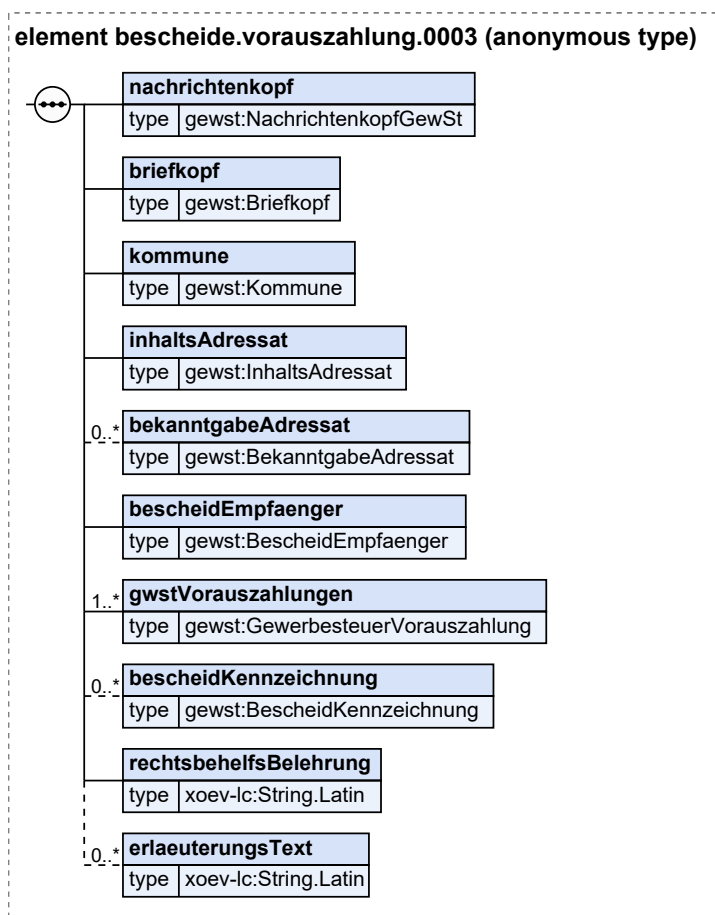 element bescheide.vorauszahlung.0003 (anonymous type)
nachrichtenkopf
type gewst:NachrichtenkopfGewSt
briefkopf
type gewst:Briefkopf
kommune
type gewst:Kommune
inhaltsAdressat
type gewst:InhaltsAdressat
0..* bekanntgabeAdressat
type gewst:BekanntgabeAdressat
bescheidEmpfaenger
type gewst:BescheidEmpfaenger
1..* gwstVorauszahlungen
type gewst:GewerbesteuerVorauszahlung
0..* bescheidKennzeichnung
type gewst:BescheidKennzeichnung
rechtsbehelfsBelehrung
type xoev-lc:String.Latin
0..* erlaeuterungsText
type xoev-lc:String.Latin